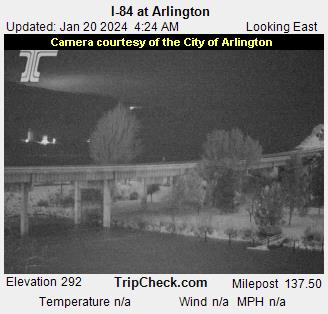 I-84 at Arlington
Updated: Jan 20 2024 4:24 AM Looking East
Camera courtesy of the City of Arlington
Elevation 292 TripCheck.com Milepost 137.50
Temperature n/a Wind n/a MPH n/a